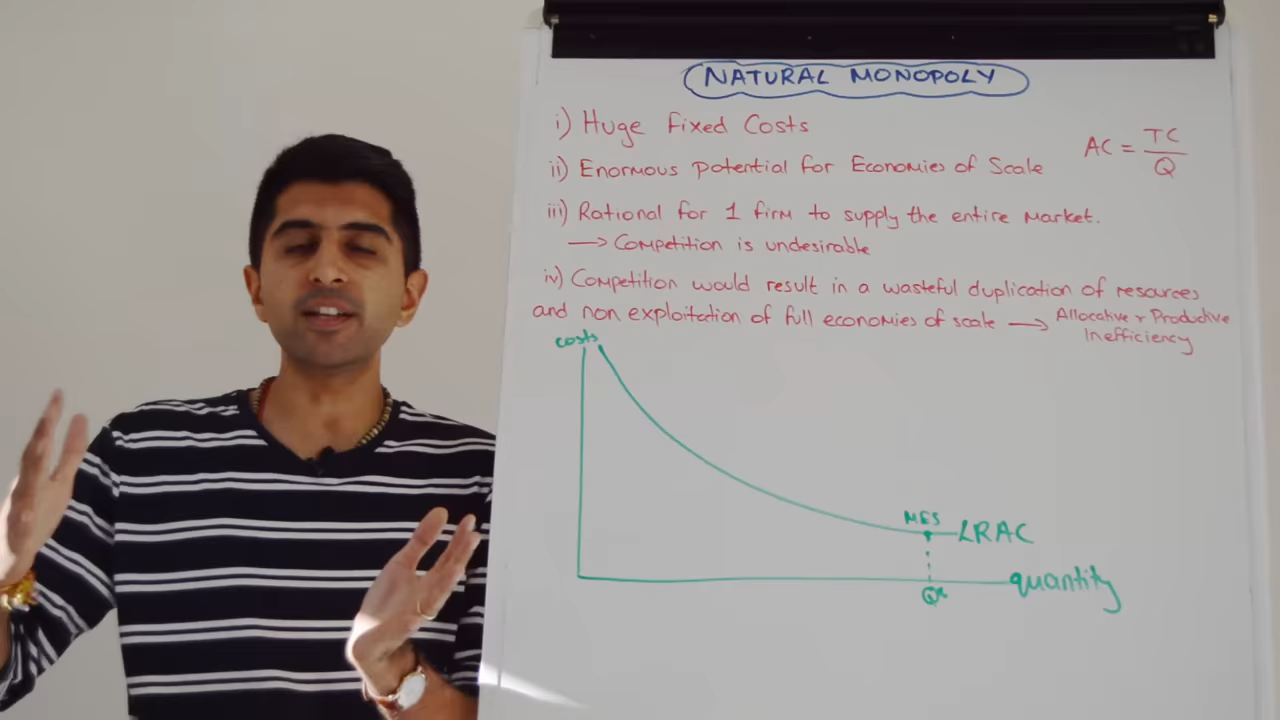 NATURAL MONOPOLY
i) Huge Fixed Costs
AC = TC
Q
ii) Enormous Potential for Economies of Scale
iii) Rational for 1 firm to supply the entire market.
→ Competition is undesirable
iv) Competition would result in a wasteful duplication of resources
and non exploitation of full economies of scale → Allocative + Productive
Inefficiency
costs
MES
LRAC
quantity